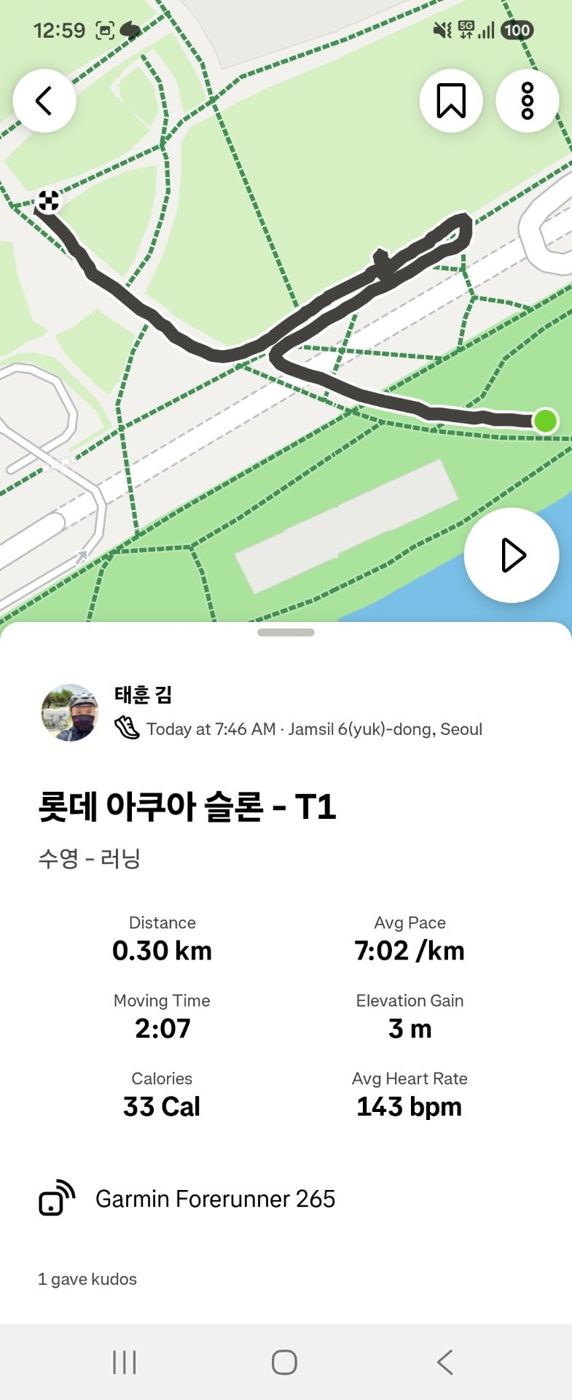 12:59
5G
100
태훈 김
Today at 7:46 AM · Jamsil 6(yuk)-dong, Seoul
롯데 아쿠아 슬론 - T1
수영 - 러닝
Distance
Avg Pace
0.30 km
7:02 /km
Moving Time
Elevation Gain
2:07
3 m
Calories
Avg Heart Rate
33 Cal
143 bpm
Garmin Forerunner 265
1 gave kudos